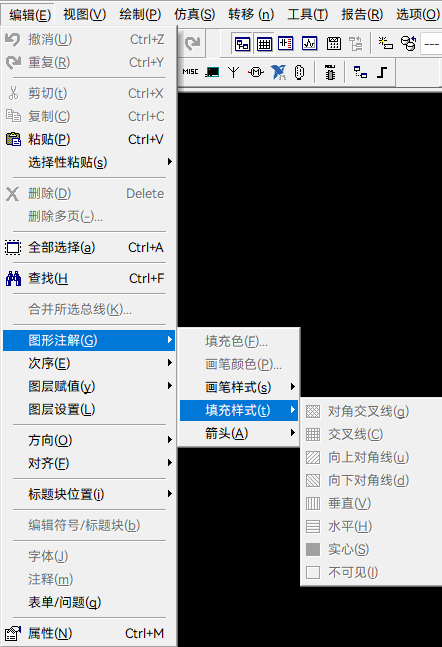 编辑(E) 视图(V) 绘制(P) 仿真(S) 转移 (n) 工具(T) 报告(R) 选项(O)
撤消(U) Ctrl+Z
重复(R) Ctrl+Y
MISC
剪切(t) Ctrl+X
复制(C) Ctrl+C
粘贴(P) Ctrl+V
选择性粘贴(s)
删除(D) Delete
删除多页(-)...
全部选择(a) Ctrl+A
查找(H Ctrl+F
合并所选总线(K)...
图形注解(G)
次序(E)
图层赋值(y)
图层设置(L)
方向(O)
对齐(F)
标题块位置(i)
编辑符号/标题块(b)
字体(J)
注释(m)
表单/问题(q)
属性(N) Ctrl+M
填充色(F)...
画笔颜色(P)...
画笔样式(s)
填充样式(t)
箭头(A)
对角交叉线(g)
交叉线(C)
向上对角线(u)
向下对角线(d)
垂直(V)
水平(H)
实心(S)
不可见(I)